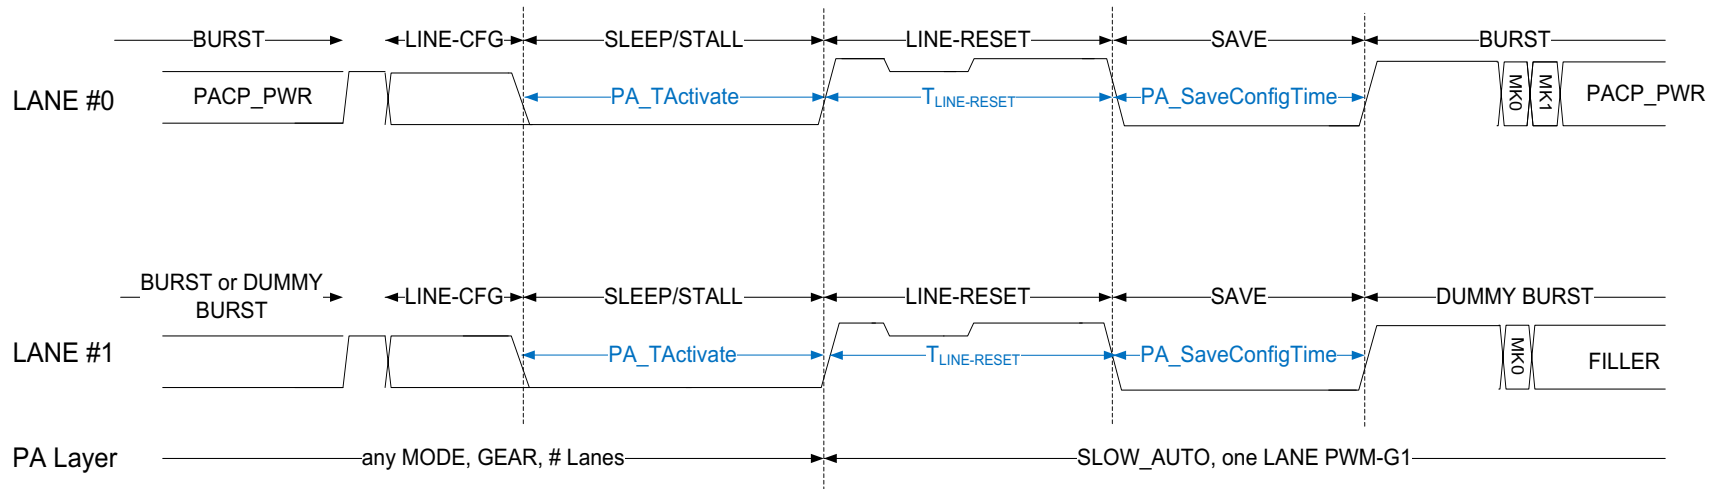 BURST LINE-CFG SLEEP/STALL LINE-RESET SAVE BURST
LANE #0 PACP_PWR PA_TActivate TLINE-RESET PA_SaveConfigTime MK0 MK1 PACP_PWR
BURST or DUMMY
BURST
LINE-CFG SLEEP/STALL LINE-RESET SAVE DUMMY BURST
LANE #1 PA_TActivate TLINE-RESET PA_SaveConfigTime MK0 FILLER
PA Layer any MODE, GEAR, # Lanes SLOW_AUTO, one LANE PWM-G1